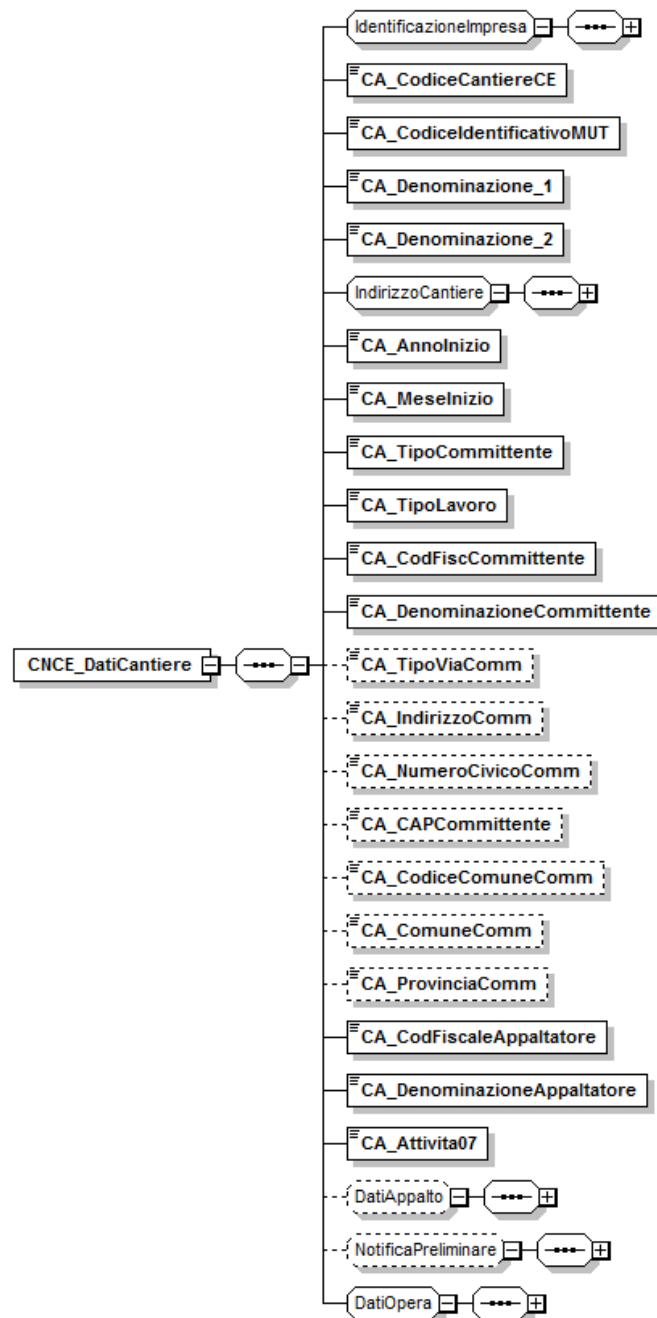 IdentificazioneImpresa
CA_CodiceCantiereCE
CA_CodiceIdentificativoMUT
CA_Denominazione_1
CA_Denominazione_2
IndirizzoCantiere
CA_AnnoInizio
CA_MeseInizio
CA_TipoCommittente
CA_TipoLavoro
CA_CodFiscCommittente
CA_DenominazioneCommittente
CNCE_DatiCantiere
CA_TipoViaComm
CA_IndirizzoComm
CA_NumeroCivicoComm
CA_CAPCommittente
CA_CodiceComuneComm
CA_ComuneComm
CA_ProvinciaComm
CA_CodFiscaleAppaltatore
CA_DenominazioneAppaltatore
CA_Attivita07
DatiAppalto
NotificaPreliminare
DatiOpera